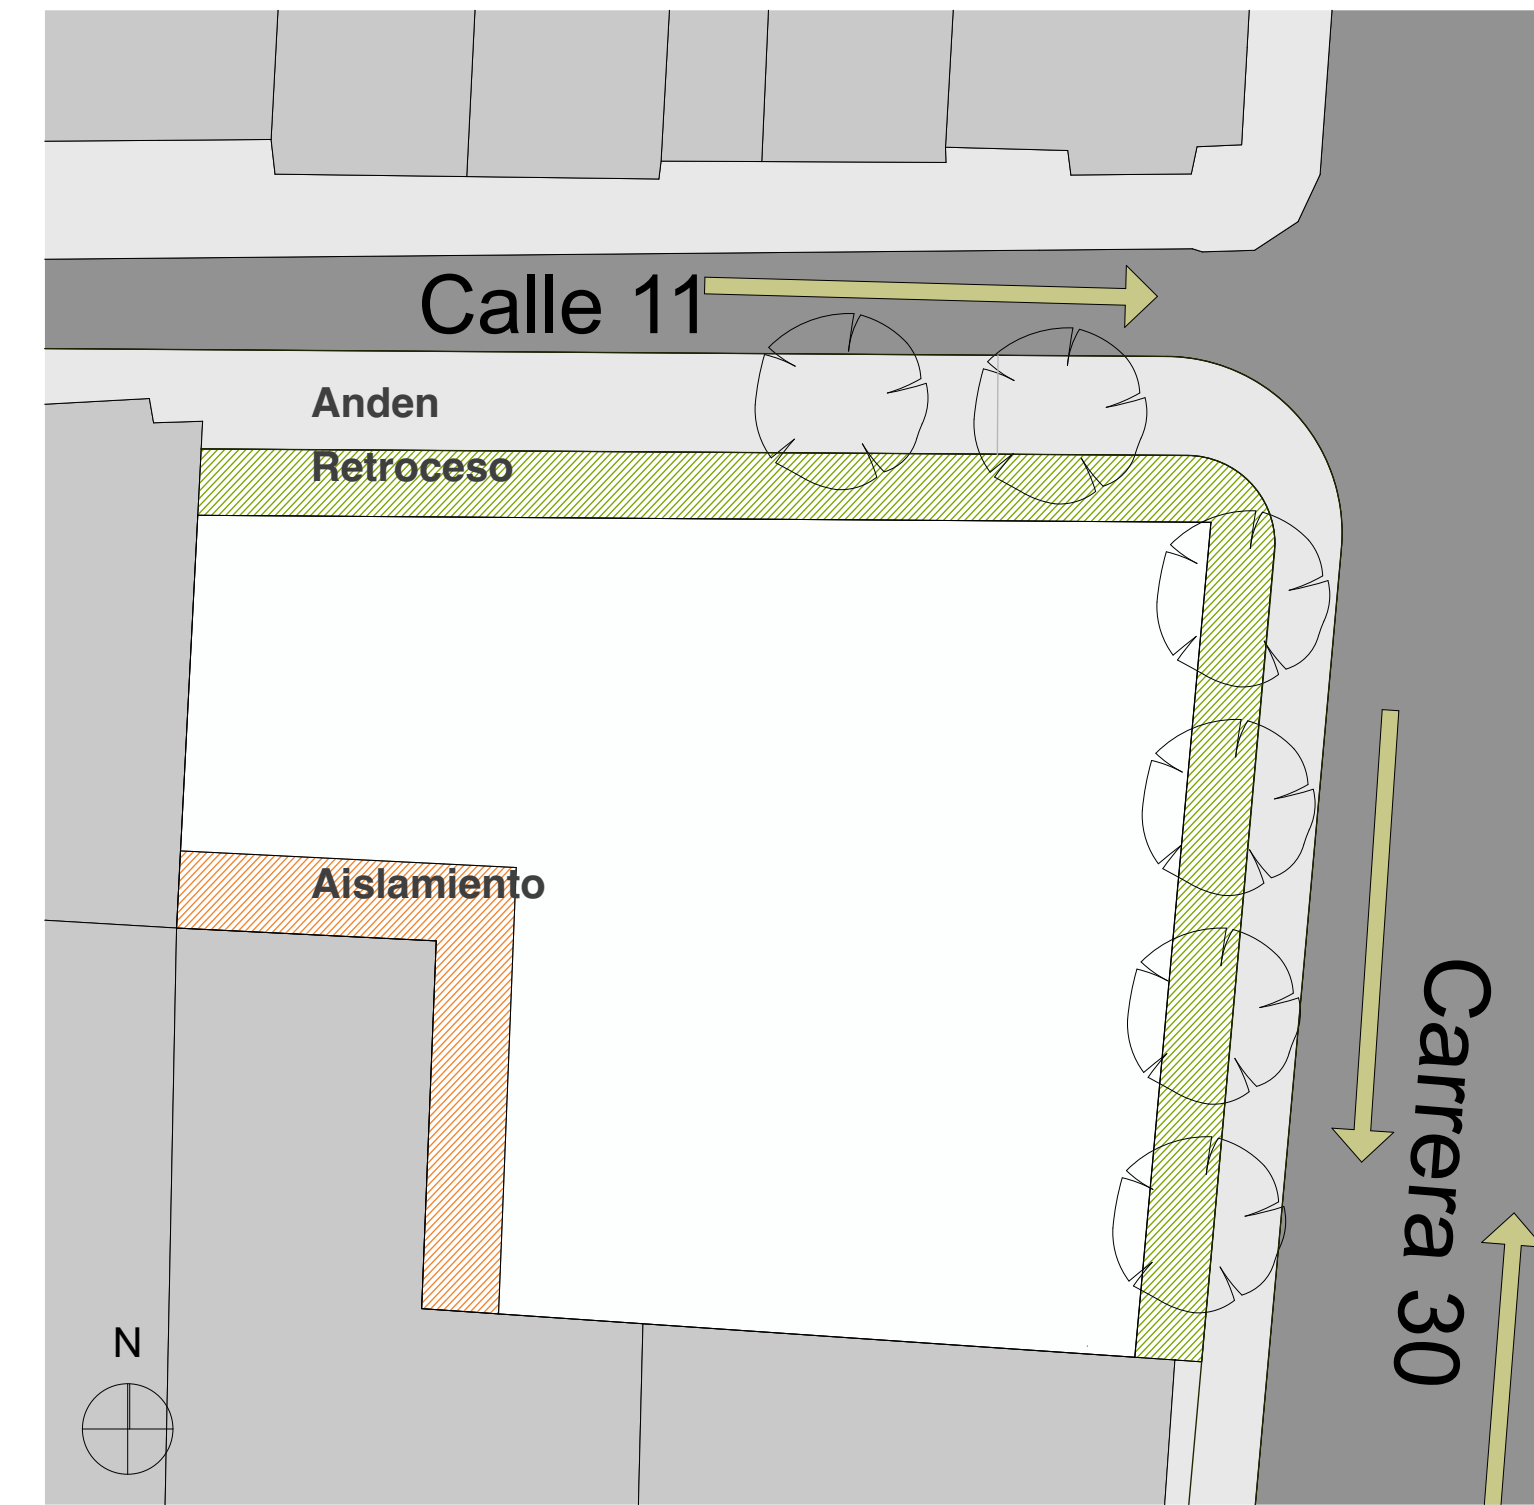 Calle 11
Anden
Retroceso
Aislamiento
Carrera 30
N